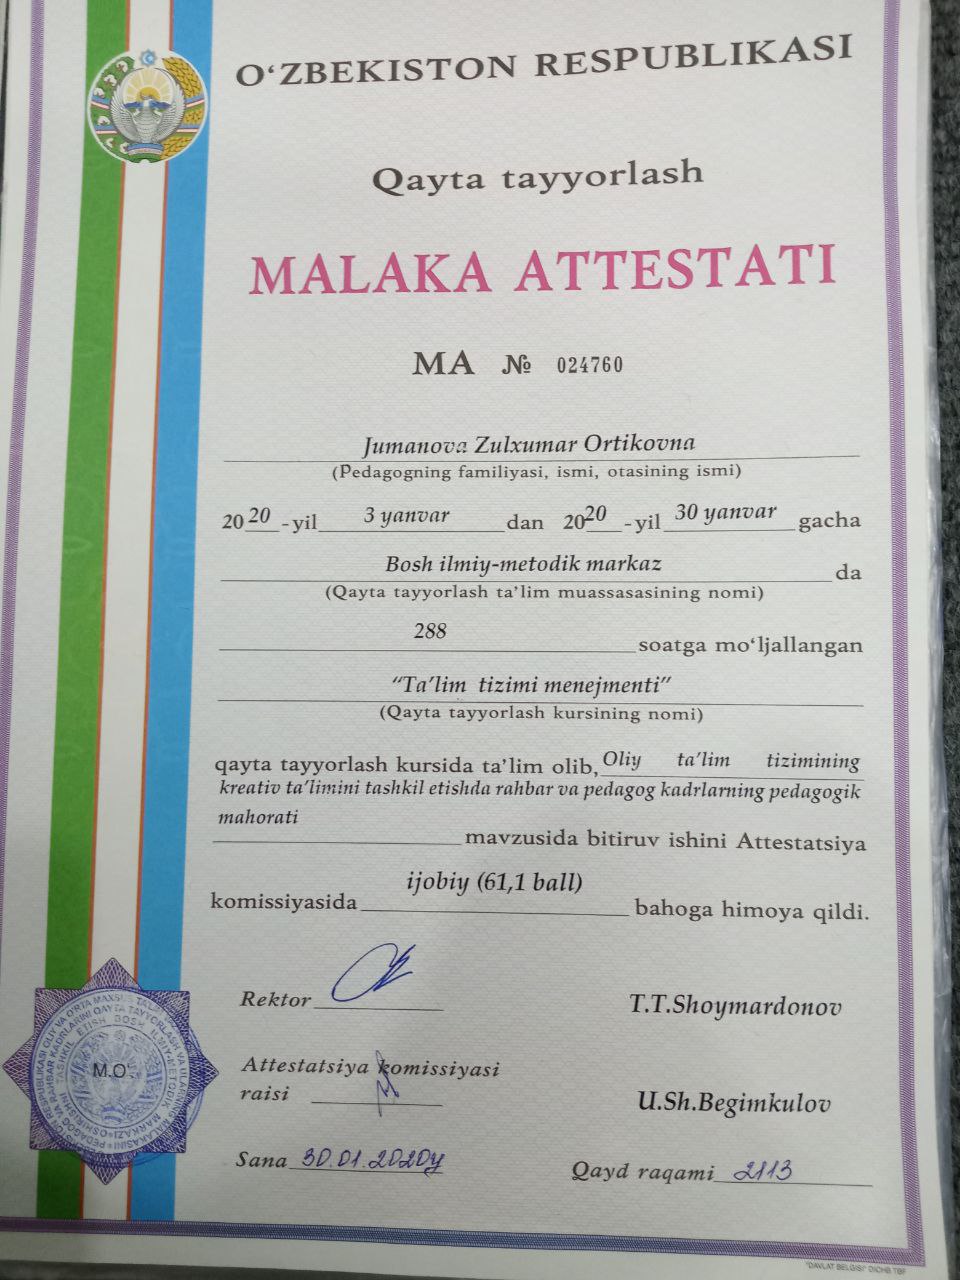 O‘ZBEKISTON RESPUBLIKASI
Qayta tayyorlash
MALAKA ATTESTATI
MA № 024760
Jumanova Zulxumar Ortikovna
(Pedagogning familiyasi, ismi, otasining ismi)
2020 -yil 3 yanvar dan 2020 -yil 30 yanvar gacha
Bosh ilmiy-metodik markaz da
(Qayta tayyorlash ta’lim muassasasining nomi)
288 soatga mo‘ljallangan
“Ta’lim tizimi menejmenti”
(Qayta tayyorlash kursining nomi)
qayta tayyorlash kursida ta’lim olib, Oliy ta’lim tizimining
kreativ ta’limini tashkil etishda rahbar va pedagog kadrlarning pedagogik
mahorati
mavzusida bitiruv ishini Attestatsiya
komissiyasida ijobiy (61,1 ball) bahoga himoya qildi.
Rektor T.T.Shoymardonov
Attestatsiya komissiyasi
raisi U.Sh.Begimkulov
M.O‘.
Sana 30.01.2020y Qayd raqami 2113
"DAVLAT BELGISI" DICHB TBF